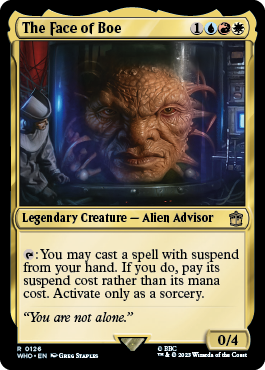 The Face of Boe 1
Legendary Creature — Alien Advisor
: You may cast a spell with suspend
from your hand. If you do, pay its
suspend cost rather than its mana
cost. Activate only as a sorcery.
“You are not alone.”
0/4
R 0126
WHO • EN GREG STAPLES
© BBC
™ & © 2023 Wizards of the Coast